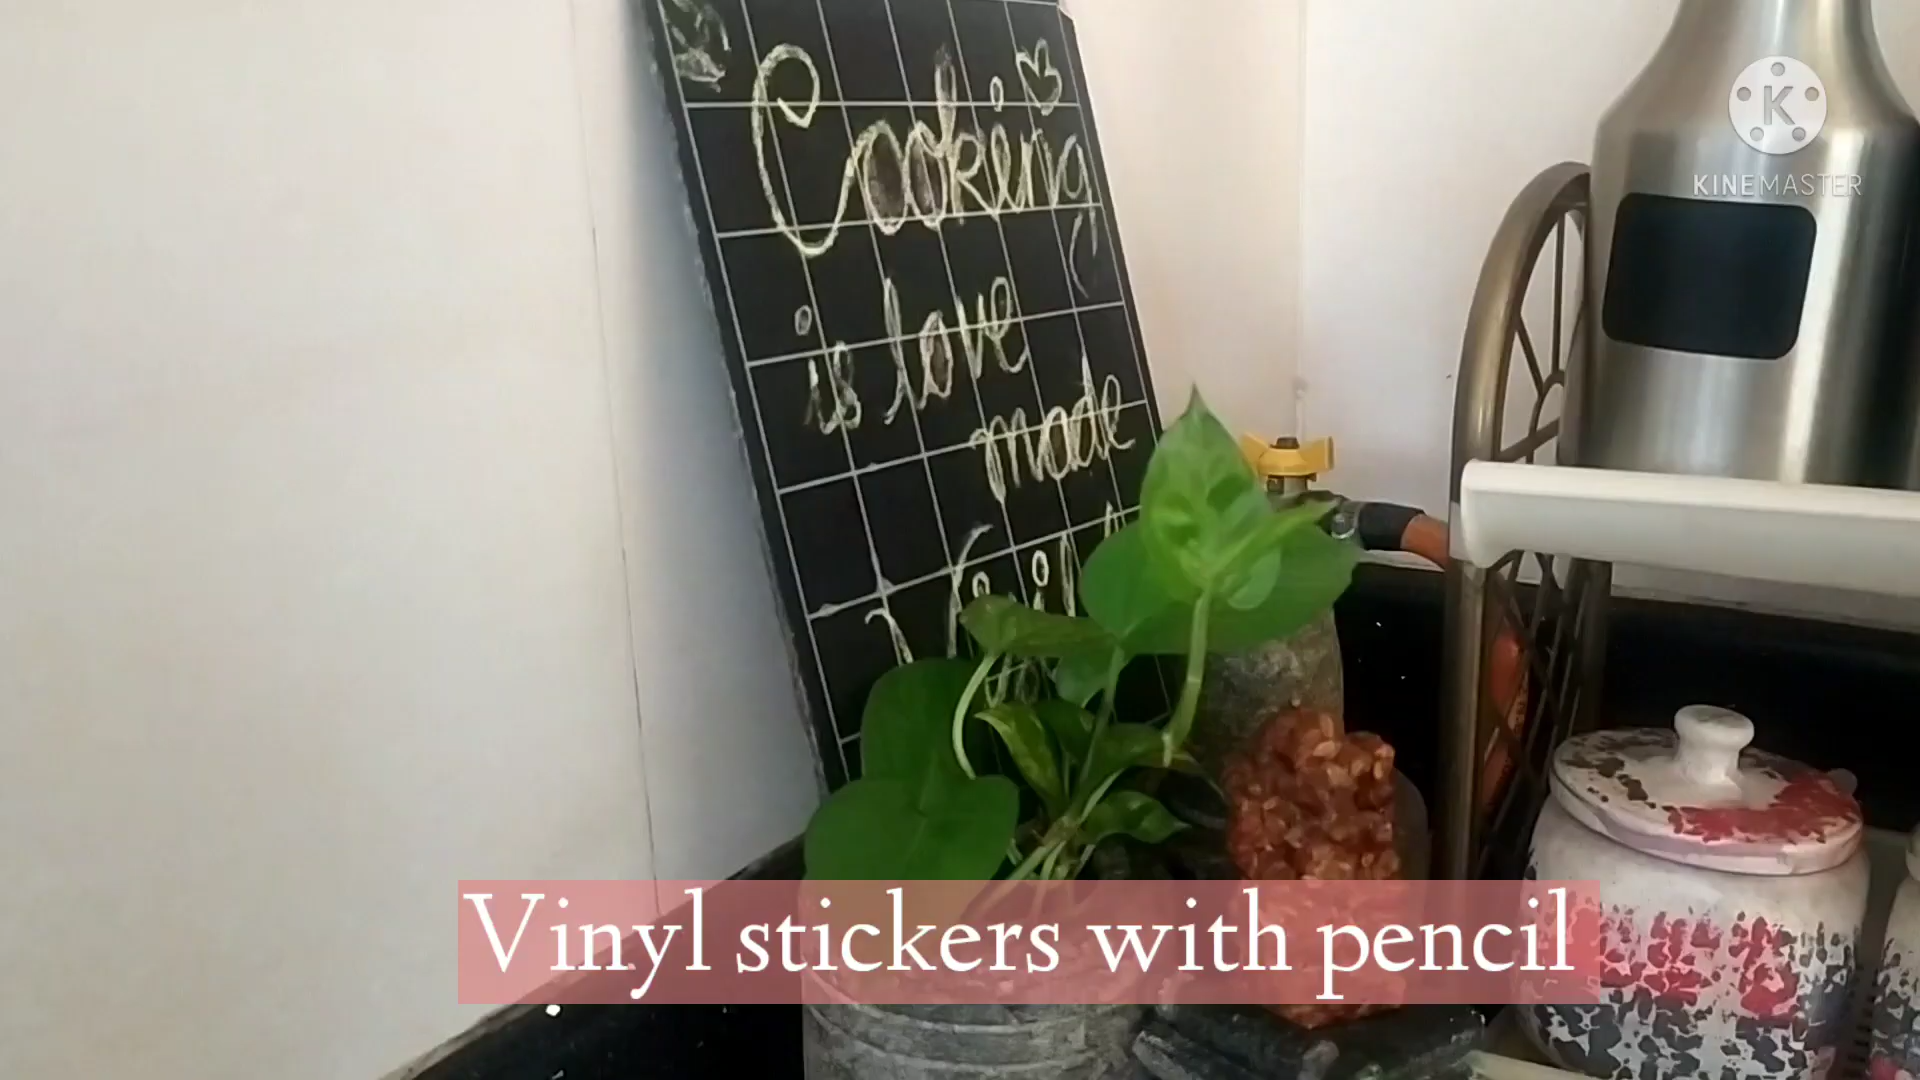 Cooking
is love
made
KINEMASTER
Vinyl stickers with pencil